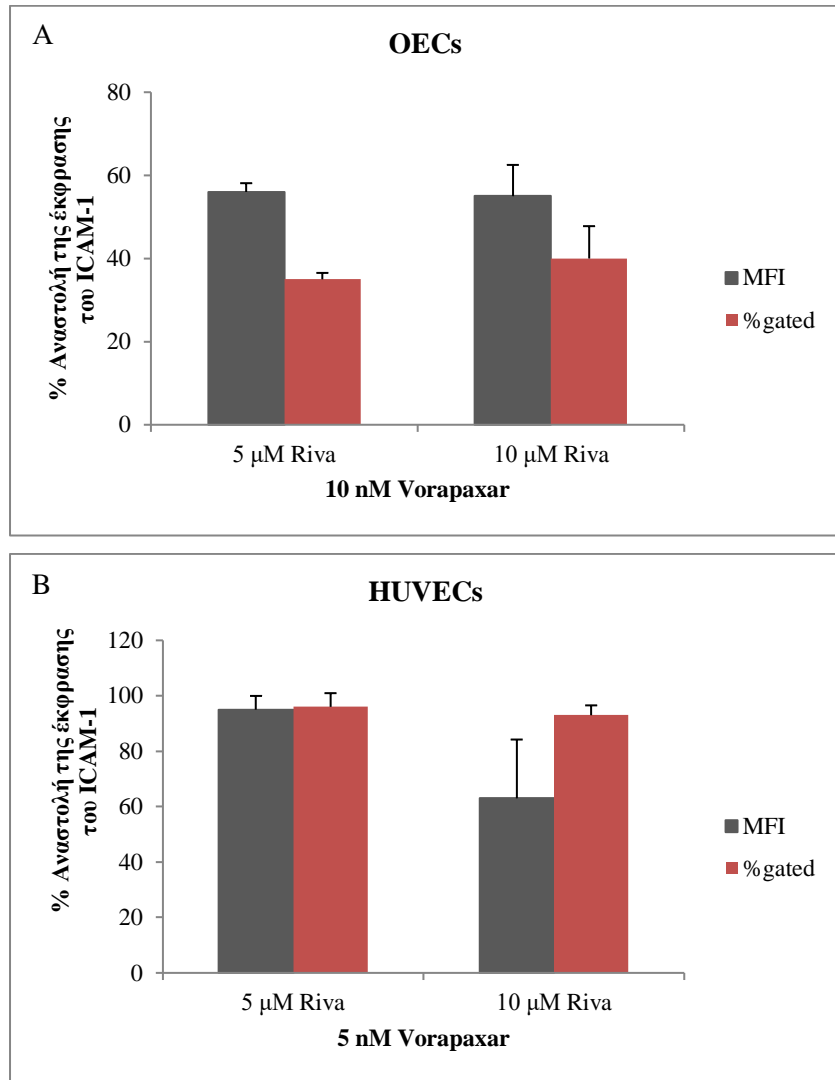 A
OECs
% Αναστολή της έκφρασης
του ICAM-1
80
60
40
20
0
5 μM Riva
10 μM Riva
10 nM Vorapaxar
MFI
%gated
B
HUVECs
% Αναστολή της έκφρασης
του ICAM-1
120
100
80
60
40
20
0
5 μM Riva
10 μM Riva
5 nM Vorapaxar
MFI
%gated